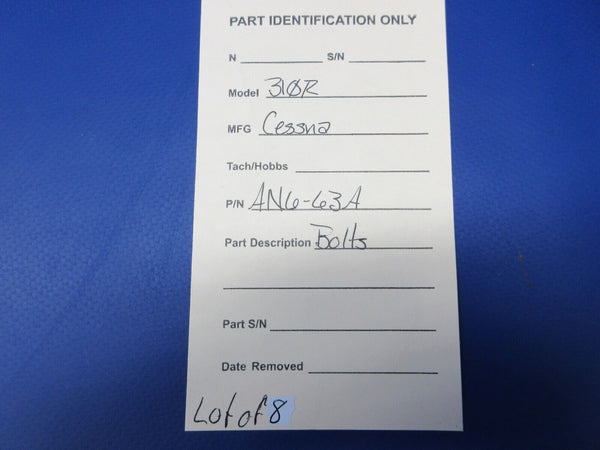 PART IDENTIFICATION ONLY
N S/N
Model 310R
MFG Cessna
Tach/Hobbs
P/N AN6-63A
Part Description Bolts
Part S/N
Date Removed
Lot of 8